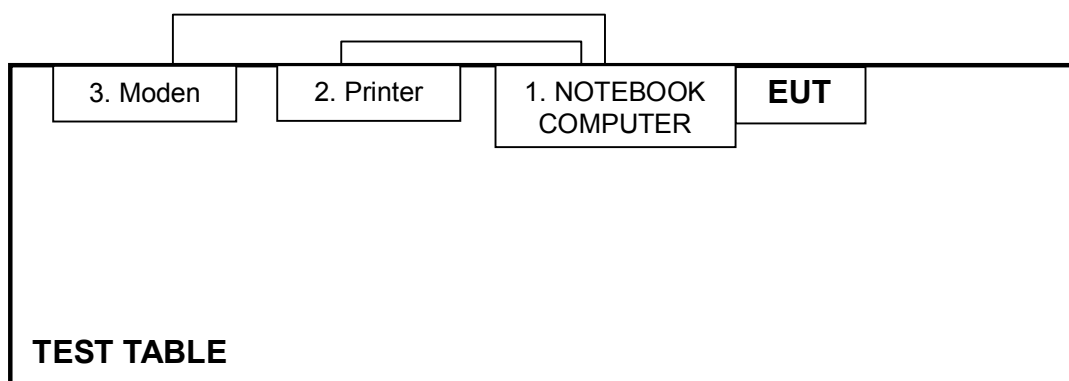 3. Moden
2. Printer
1. NOTEBOOK
COMPUTER
EUT
TEST TABLE